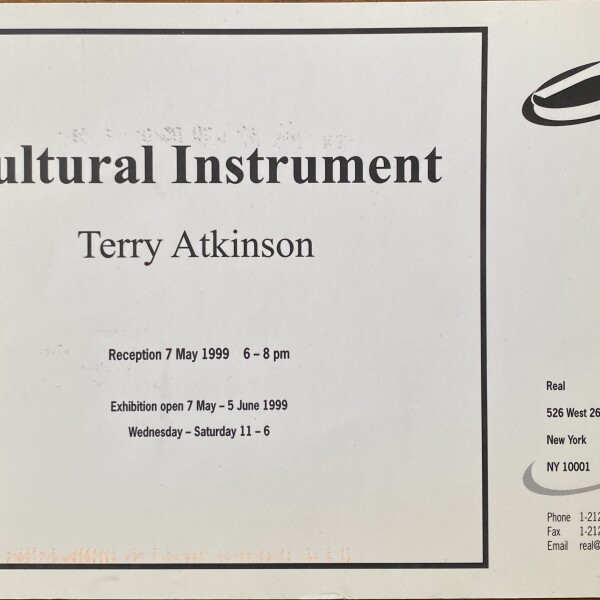 ultural Instrument
Terry Atkinson
Reception 7 May 1999 6 – 8 pm
Exhibition open 7 May – 5 June 1999
Wednesday – Saturday 11 – 6
Real
526 West 26
New York
NY 10001
Phone 1-212
Fax 1-212
Email real@